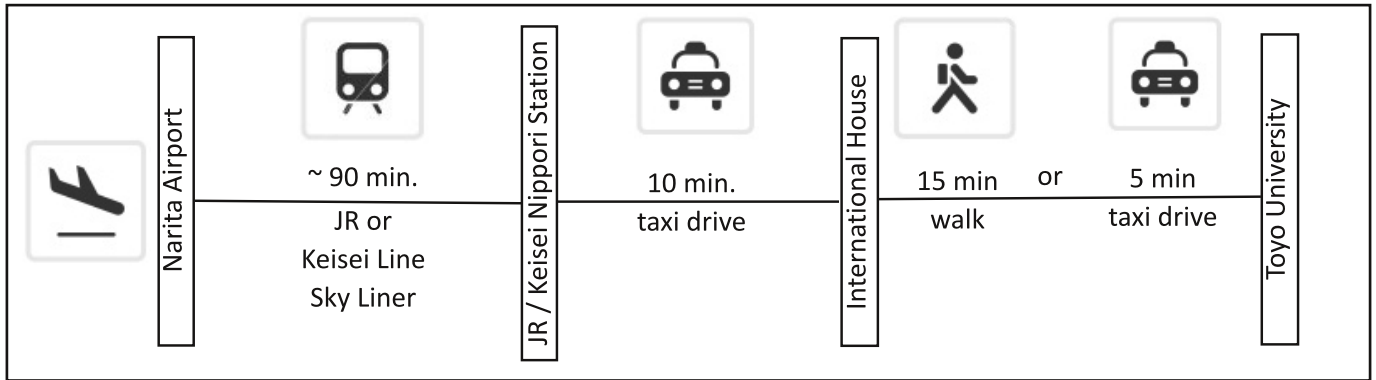 Narita Airport
~ 90 min.
JR or
Keisei Line
Sky Liner
JR / Keisei Nippori Station
10 min.
taxi drive
International House
15 min
walk
or
5 min
taxi drive
Toyo University